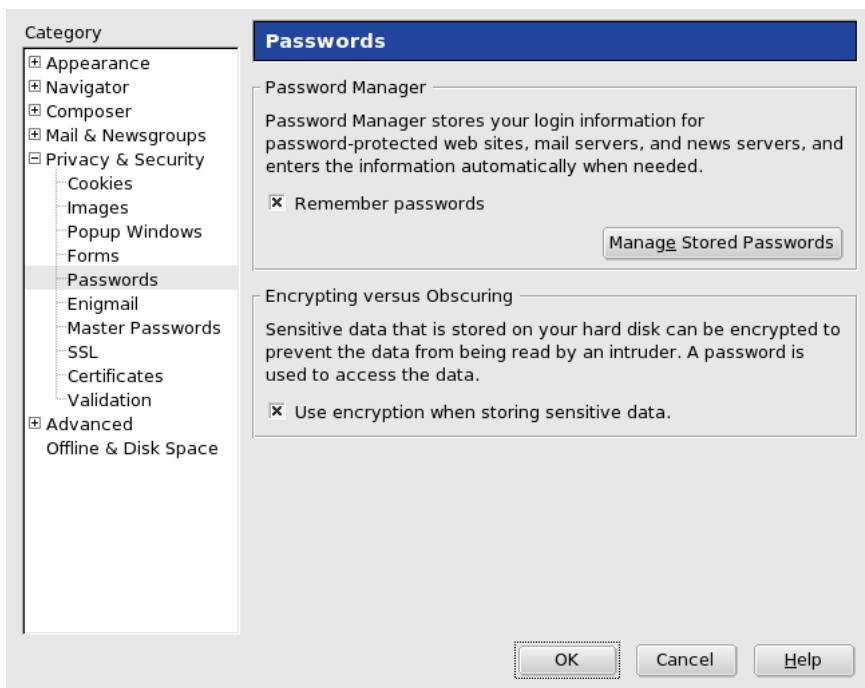 Category
Appearance
Navigator
Composer
Mail & Newsgroups
Privacy & Security
Cookies
Images
Popup Windows
Forms
Passwords
Enigmail
Master Passwords
SSL
Certificates
Validation
Advanced
Offline & Disk Space
Passwords
Password Manager
Password Manager stores your login information for
password-protected web sites, mail servers, and news servers, and
enters the information automatically when needed.
Remember passwords
Manage Stored Passwords
Encrypting versus Obscuring
Sensitive data that is stored on your hard disk can be encrypted to
prevent the data from being read by an intruder. A password is
used to access the data.
Use encryption when storing sensitive data.
OK
Cancel
Help